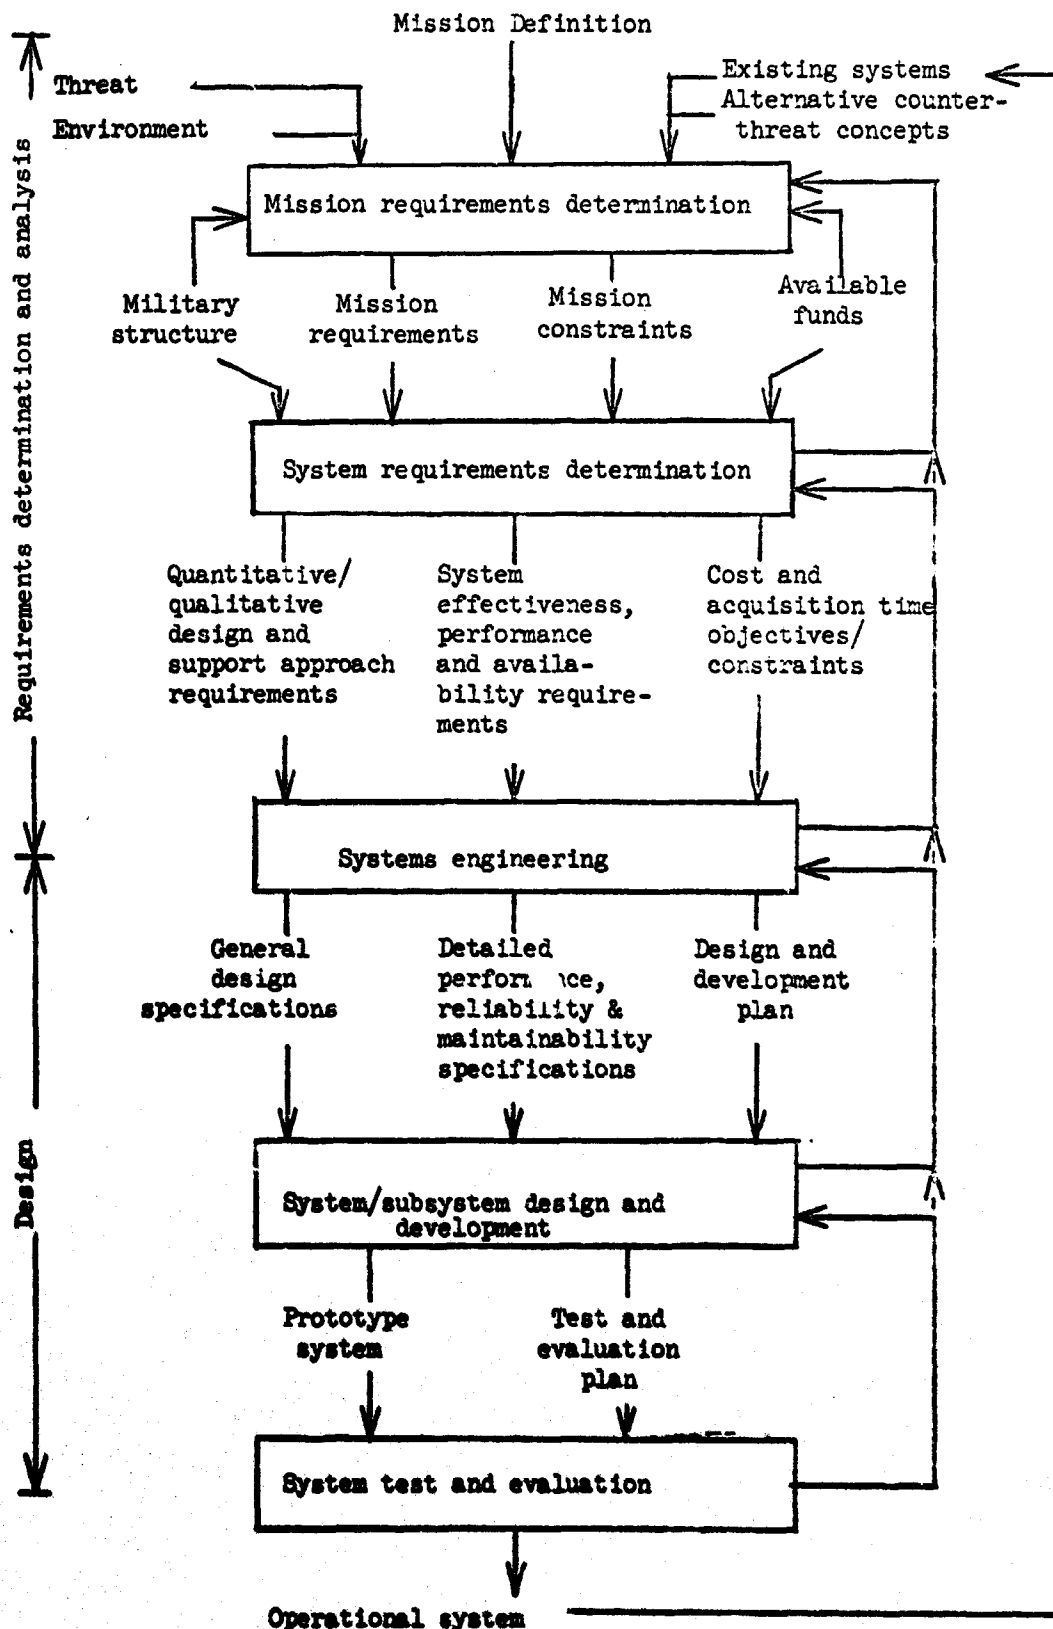 Mission Definition
Threat
Environment
Existing systems
Alternative counter-
threat concepts
Mission requirements determination
Military
structure
Mission
requirements
Mission
constraints
Available
funds
System requirements determination
Quantitative/
qualitative
design and
support approach
requirements
System
effectiveness,
performance
and availa-
bility require-
ments
Cost and
acquisition time
objectives/
constraints
Systems engineering
General
design
specifications
Detailed
reliability &
maintainability
specifications
Design and
development
plan
System/subsystem design and
development
Prototype
system
Test and
evaluation
plan
System test and evaluation
Operational system
Requirements determination and analysis
Design